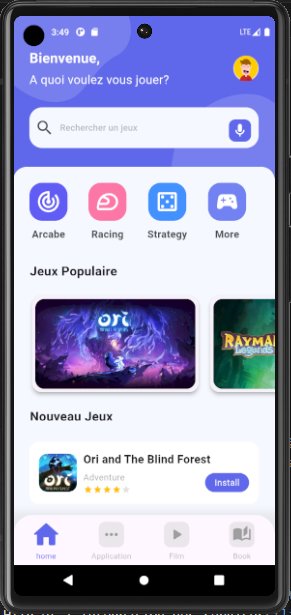 3:49 LTE
Bienvenue,
A quoi voulez vous jouer?
Rechercher un jeux
Arcabe Racing Strategy More
Jeux Populaire
Ori
RAYMAN
Legends
Nouveau Jeux
Ori and The Blind Forest
Adventure
Install
home Application Film Book